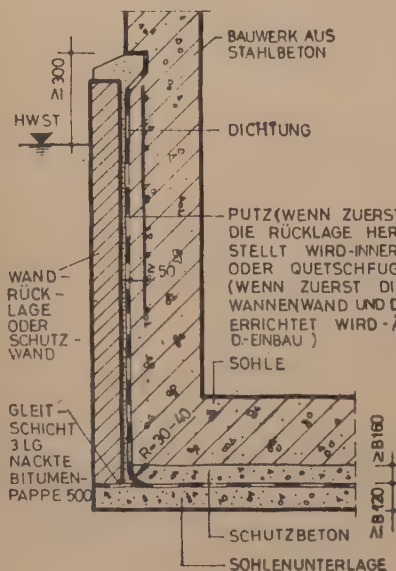 BAUWERK AUS
STAHLBETON
≥300
HWST
DICHTUNG
PUTZ(WENN ZUERST
DIE RÜCKLAGE HER
STELLT WIRD-INNER
ODER QUETSCHFUG
(WENN ZUERST DI
WANNENWAND UND D
ERRICHTET WIRD-
D.-EINBAU)
≥50
WAND-
RÜCK-
LAGE
ODER
SCHUTZ-
WAND
SOHLE
R-30-40
GLEIT-
SCHICHT
3 LG
NACKTE
BITUMEN-
PAPPE 500
≥B160
≥B120
SCHUTZBETON
SOHLENUNTERLAGE